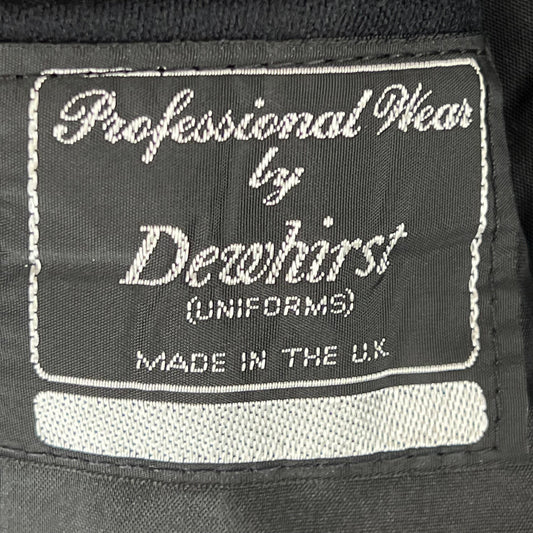 Professional Wear
by
Dewhirst
(UNIFORMS)
MADE IN THE U.K